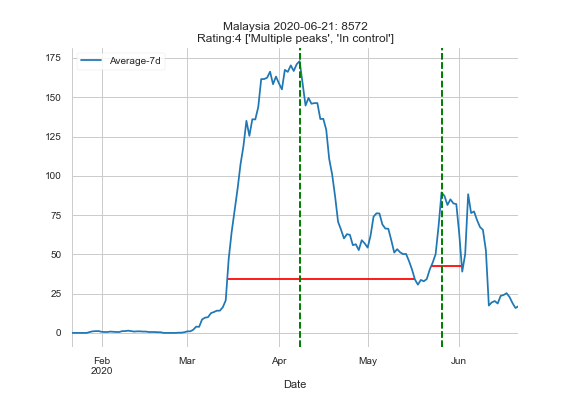 Malaysia 2020-06-21: 8572
Rating:4 ['Multiple peaks', 'In control']
Average-7d
175
150
125
100
75
50
25
0
Feb
2020
Mar
Apr
May
Jun
Date